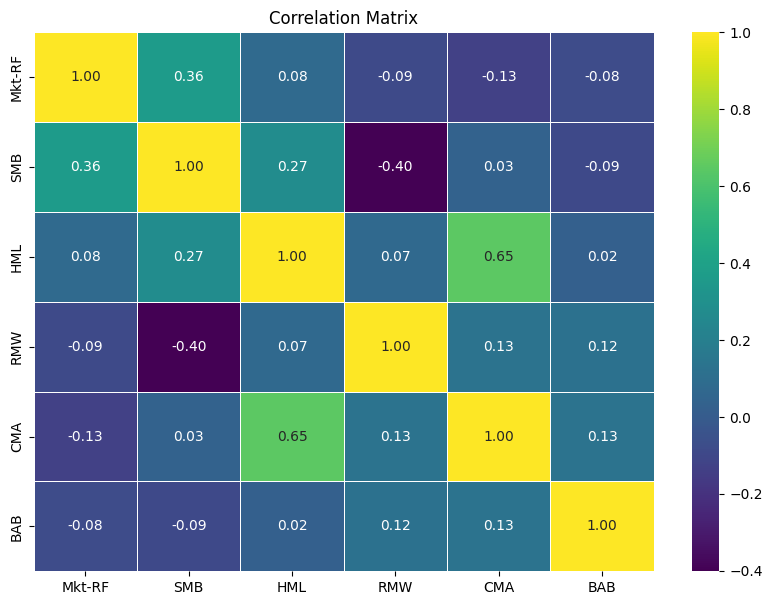 Correlation Matrix
Mkt-RF 1.00 0.36 0.08 -0.09 -0.13 -0.08
SMB 0.36 1.00 0.27 -0.40 0.03 -0.09
HML 0.08 0.27 1.00 0.07 0.65 0.02
RMW -0.09 -0.40 0.07 1.00 0.13 0.12
CMA -0.13 0.03 0.65 0.13 1.00 0.13
BAB -0.08 -0.09 0.02 0.12 0.13 1.00
Mkt-RF SMB HML RMW CMA BAB
1.0
0.8
0.6
0.4
0.2
0.0
−0.2
−0.4